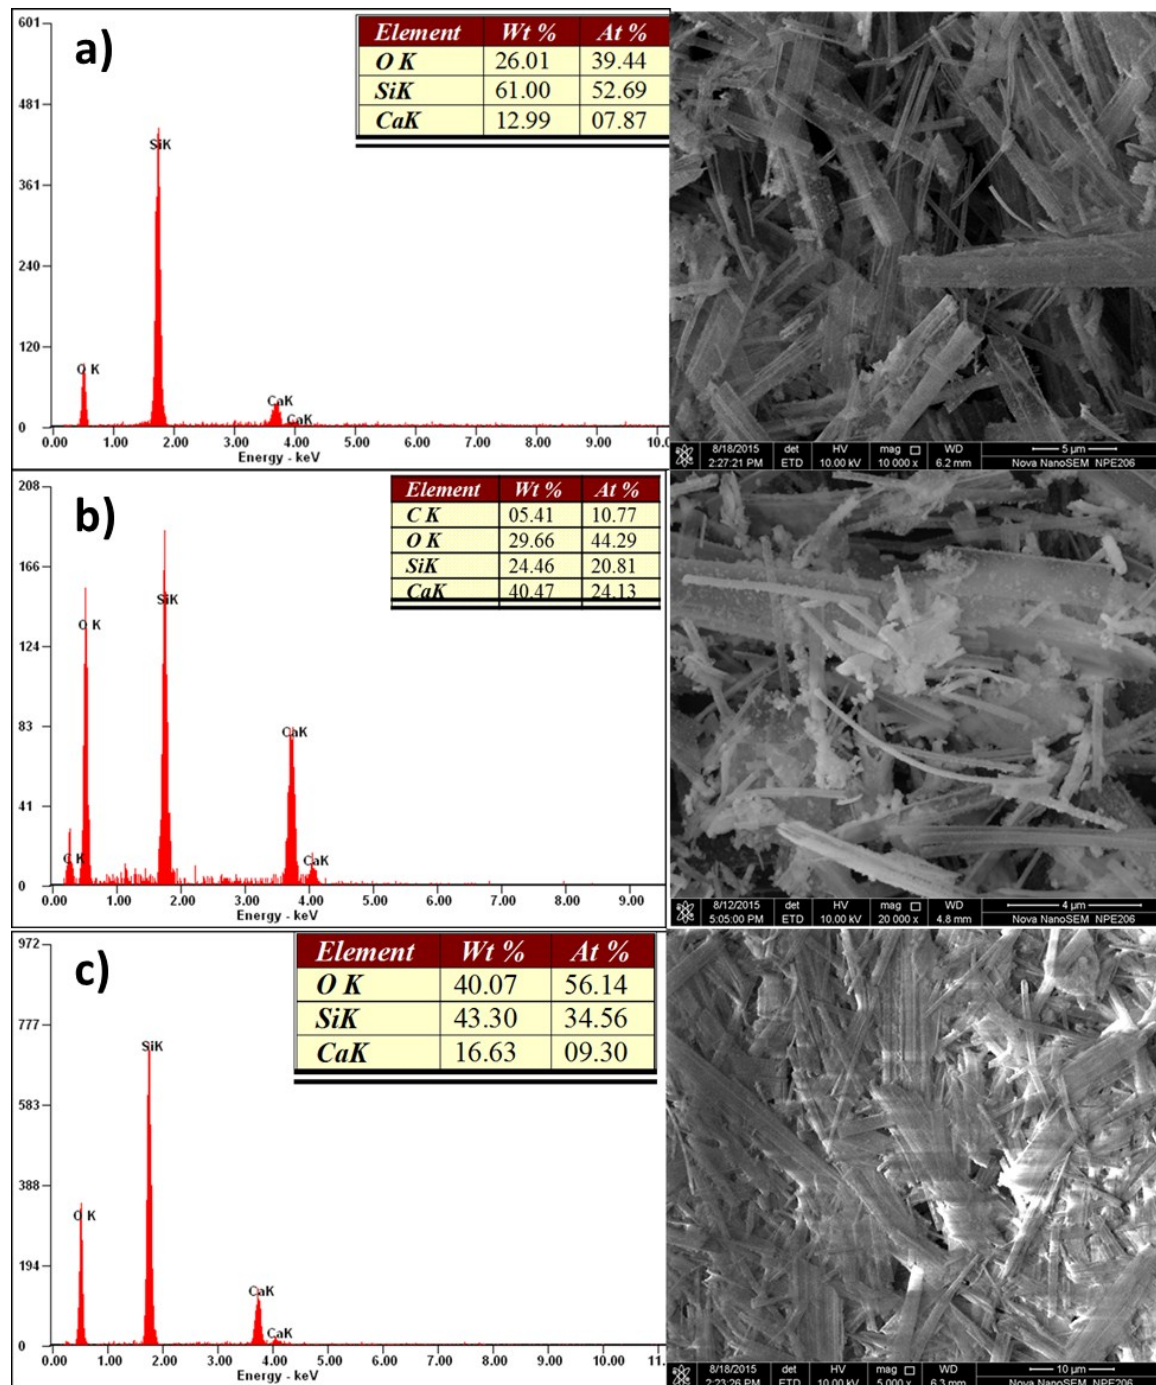 a)
601
481
361
240
120
0
Element Wt % At %
O K 26.01 39.44
SiK 61.00 52.69
CaK 12.99 07.87
SiK
O K
CaK
CaK
0.00 1.00 2.00 3.00 4.00 5.00 6.00 7.00 8.00 9.00 10.0
Energy - keV
8/18/2015 det HV mag WD 5 µm
2:27:21 PM ETD 10.00 kV 10 000 x 6.2 mm Nova NanoSEM NPE206
b)
208
166
124
83
41
0
Element Wt % At %
C K 05.41 10.77
O K 29.66 44.29
SiK 24.46 20.81
CaK 40.47 24.13
SiK
O K
CaK
C K
CaK
0.00 1.00 2.00 3.00 4.00 5.00 6.00 7.00 8.00 9.00
Energy - keV
8/12/2015 det HV mag WD 4 µm
5:05:00 PM ETD 10.00 kV 20 000 x 4.8 mm Nova NanoSEM NPE206
c)
972
777
583
388
194
0
Element Wt % At %
O K 40.07 56.14
SiK 43.30 34.56
CaK 16.63 09.30
SiK
O K
CaK
CaK
0.00 1.00 2.00 3.00 4.00 5.00 6.00 7.00 8.00 9.00 10.00 11.
Energy - keV
8/18/2015 det HV mag WD 10 µm
2:23:26 PM ETD 10.00 kV 5 000 x 6.3 mm Nova NanoSEM NPE206